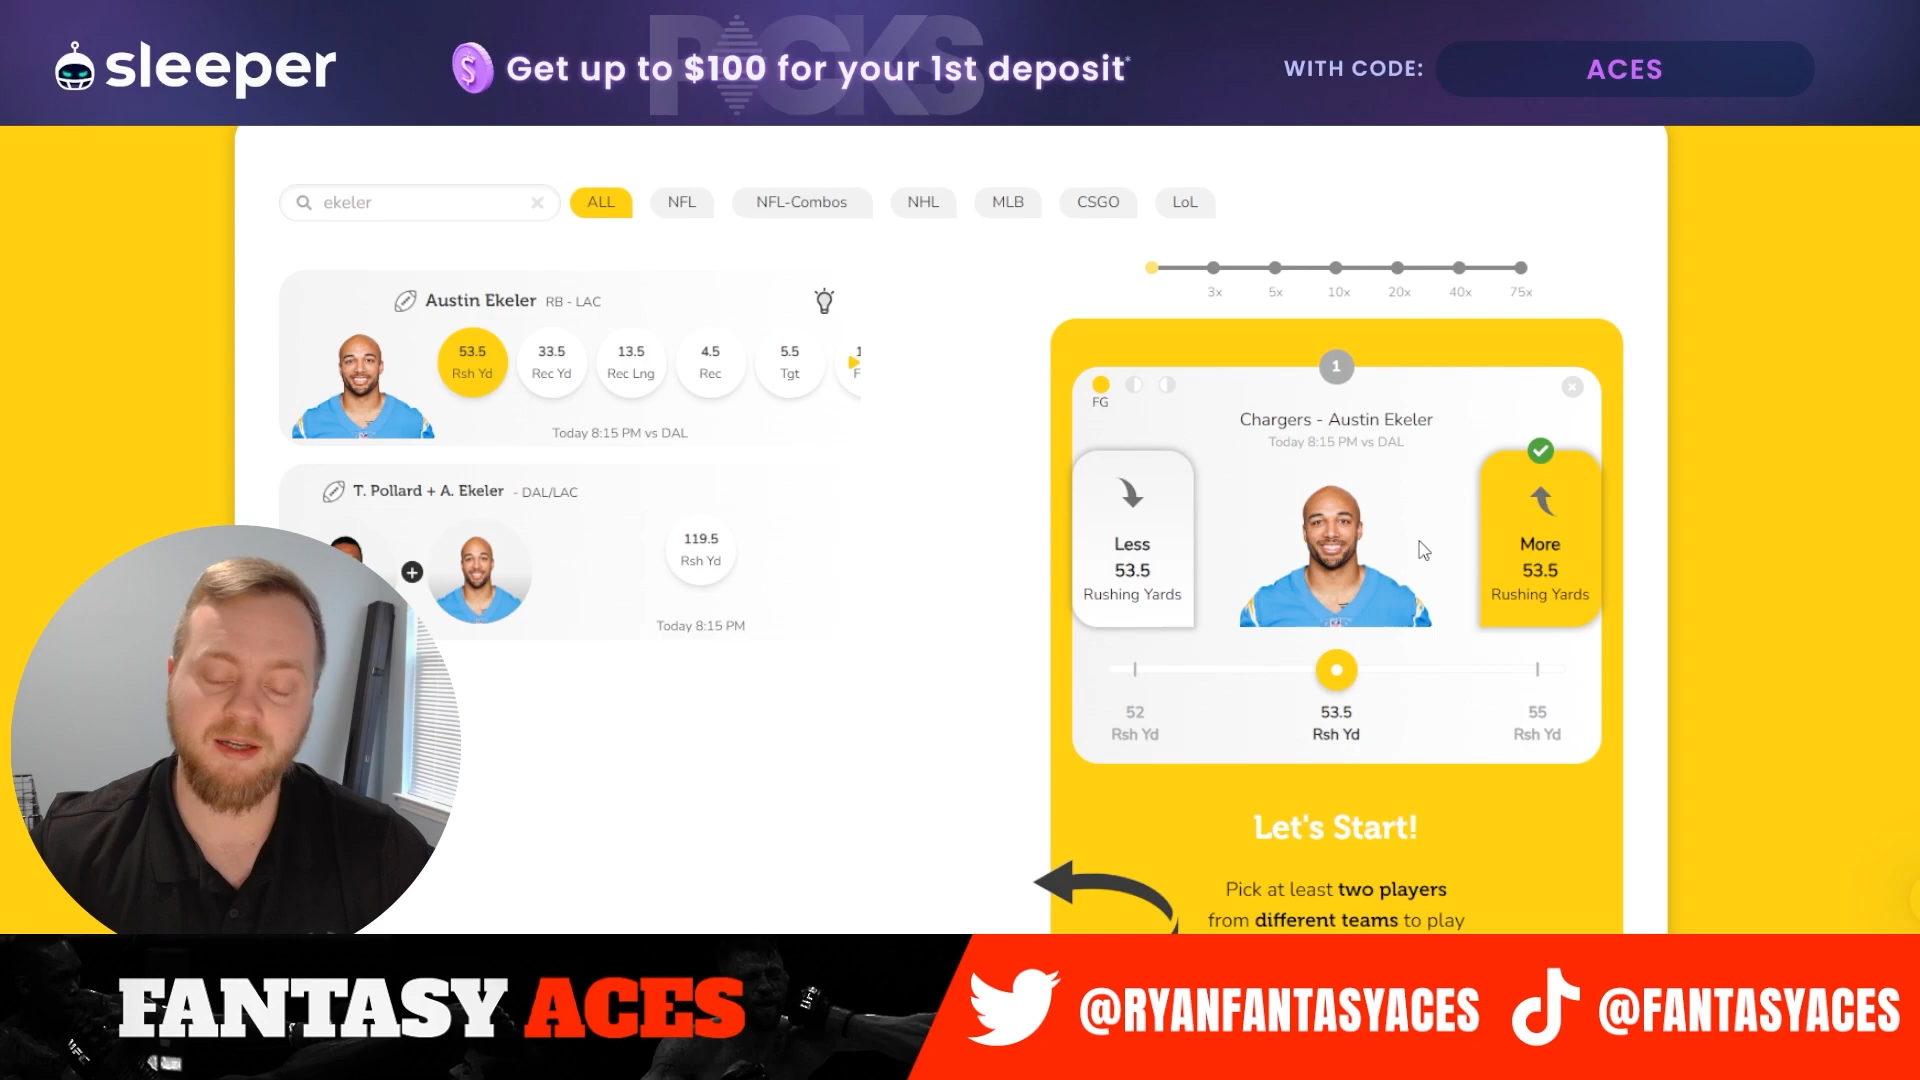 sleeper
PICKS
Get up to $100 for your 1st deposit*
WITH CODE:
ACES
ekeler
ALL
NFL
NFL-Combos
NHL
MLB
CSGO
LoL
3x
5x
10x
20x
40x
75x
Austin Ekeler RB - LAC
53.5
Rsh Yd
33.5
Rec Yd
13.5
Rec Lng
4.5
Rec
5.5
Tgt
Today 8:15 PM vs DAL
T. Pollard + A. Ekeler - DAL/LAC
119.5
Rsh Yd
Today 8:15 PM
1
FG
Chargers - Austin Ekeler
Today 8:15 PM vs DAL
Less
53.5
Rushing Yards
More
53.5
Rushing Yards
52
Rsh Yd
53.5
Rsh Yd
55
Rsh Yd
Let's Start!
Pick at least two players
from different teams to play
FANTASY ACES
@RYANFANTASYACES
@FANTASYACES
UFC
UFC